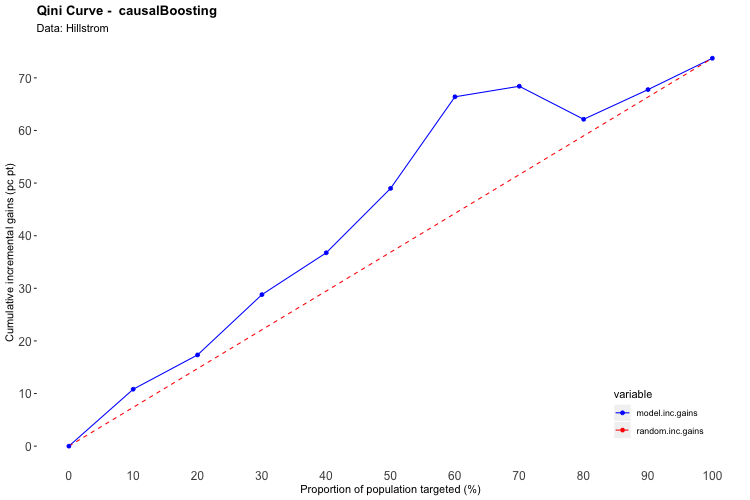 Qini Curve -  causalBoosting
Data: Hillstrom
Cumulative incremental gains (pc pt)
70
60
50
40
30
20
10
0
variable
model.inc.gains
random.inc.gains
0 10 20 30 40 50 60 70 80 90 100
Proportion of population targeted (%)